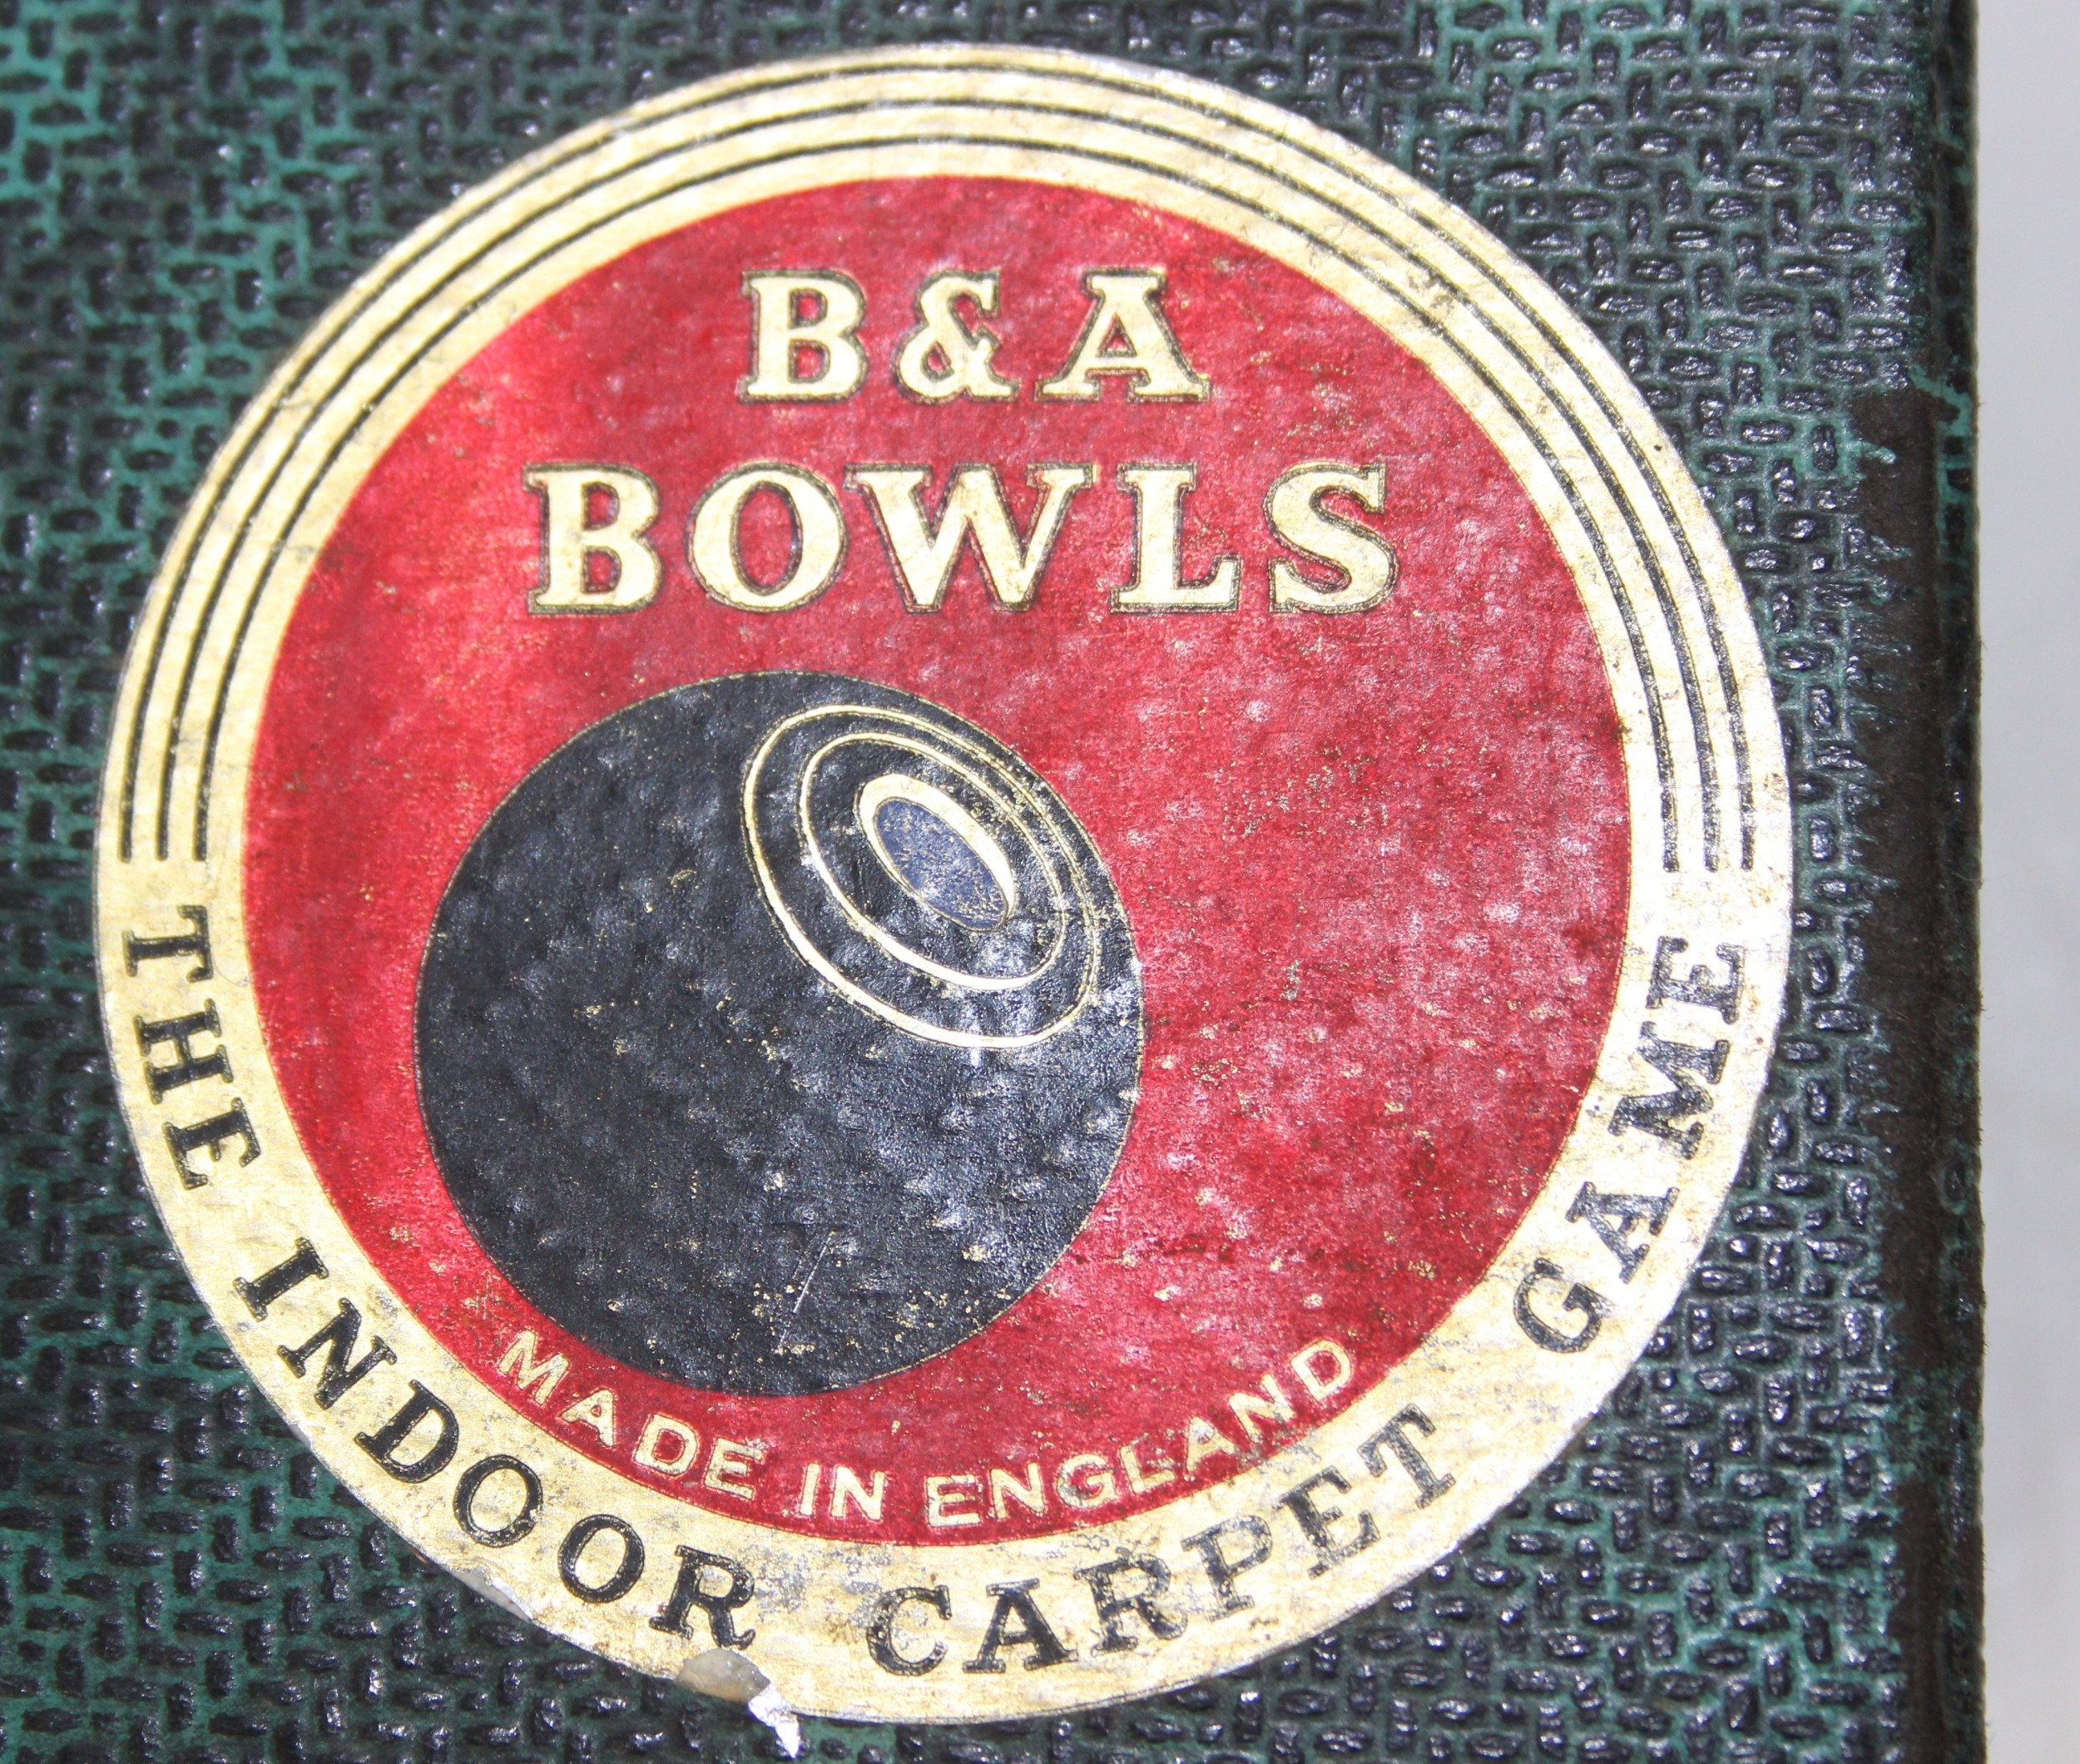 B&A
BOWLS
MADE IN ENGLAND
THE INDOOR CARPET GAME